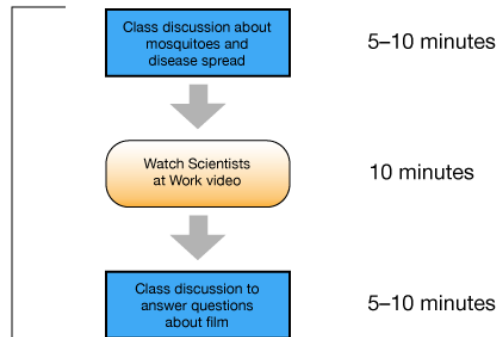 Class discussion about
mosquitoes and
disease spread
5–10 minutes
Watch Scientists
at Work video
10 minutes
Class discussion to
answer questions
about film
5–10 minutes